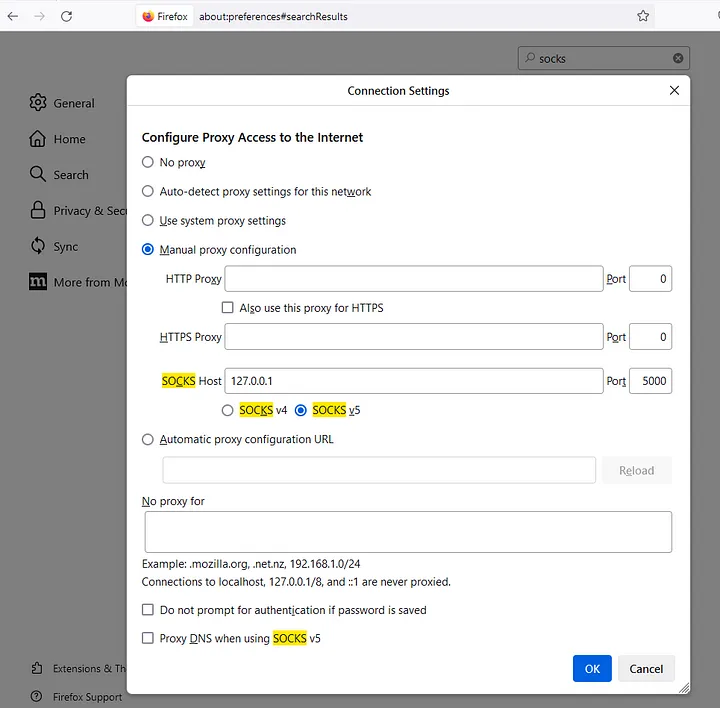 Firefox about:preferences#searchResults
socks
Connection Settings
General
Home
Search
Privacy & Secu
Sync
More from Mo
Configure Proxy Access to the Internet
No proxy
Auto-detect proxy settings for this network
Use system proxy settings
Manual proxy configuration
HTTP Proxy Port 0
Also use this proxy for HTTPS
HTTPS Proxy Port 0
SOCKS Host 127.0.0.1 Port 5000
SOCKS v4 SOCKS v5
Automatic proxy configuration URL
Reload
No proxy for
Example: .mozilla.org, .net.nz, 192.168.1.0/24
Connections to localhost, 127.0.0.1/8, and ::1 are never proxied.
Do not prompt for authentication if password is saved
Proxy DNS when using SOCKS v5
OK Cancel
Extensions & Th
Firefox Support